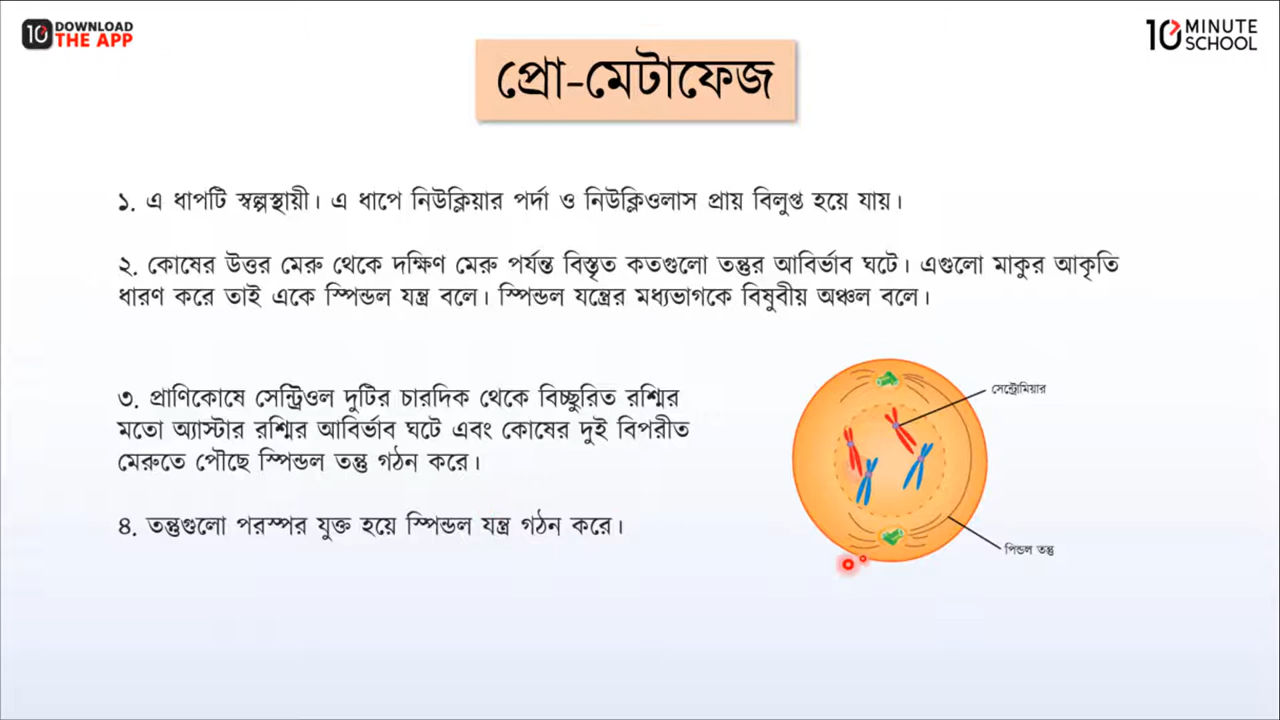 10 DOWNLOAD
THE APP
10 MINUTE
SCHOOL
প্রো-মেটাফেজ
১. এ ধাপটি স্বল্পস্থায়ী। এ ধাপে নিউক্লিয়ার পর্দা ও নিউক্লিওলাস প্রায় বিলুপ্ত হয়ে যায়।
২. কোষের উত্তর মেরু থেকে দক্ষিণ মেরু পর্যন্ত বিস্তৃত কতগুলো তন্তুর আবির্ভাব ঘটে। এগুলো মাকুর আকৃতি
ধারণ করে তাই একে স্পিন্ডল যন্ত্র বলে। স্পিন্ডল যন্ত্রের মধ্যভাগকে বিষুবীয় অঞ্চল বলে।
৩. প্রাণিকোষে সেন্ট্রিওল দুটির চারদিক থেকে বিচ্ছুরিত রশ্মির
মতো অ্যাস্টার রশ্মির আবির্ভাব ঘটে এবং কোষের দুই বিপরীত
মেরুতে পৌছে স্পিন্ডল তন্তু গঠন করে।
৪. তন্তুগুলো পরস্পর যুক্ত হয়ে স্পিন্ডল যন্ত্র গঠন করে।
সেন্ট্রোমিয়ার
পিন্ডল তন্তু